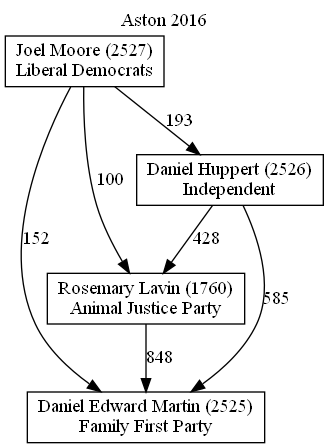 Aston 2016
Joel Moore (2527)
Liberal Democrats
193
Daniel Huppert (2526)
Independent
100
152
428
585
Rosemary Lavin (1760)
Animal Justice Party
848
Daniel Edward Martin (2525)
Family First Party